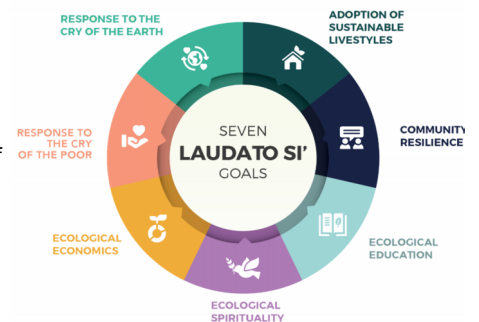 RESPONSE TO THE
CRY OF THE EARTH
ADOPTION OF
SUSTAINABLE
LIVESTYLES
COMMUNITY
RESILIENCE
ECOLOGICAL
EDUCATION
ECOLOGICAL
SPIRITUALITY
ECOLOGICAL
ECONOMICS
RESPONSE TO
THE CRY
OF THE POOR
SEVEN
LAUDATO SI’
GOALS